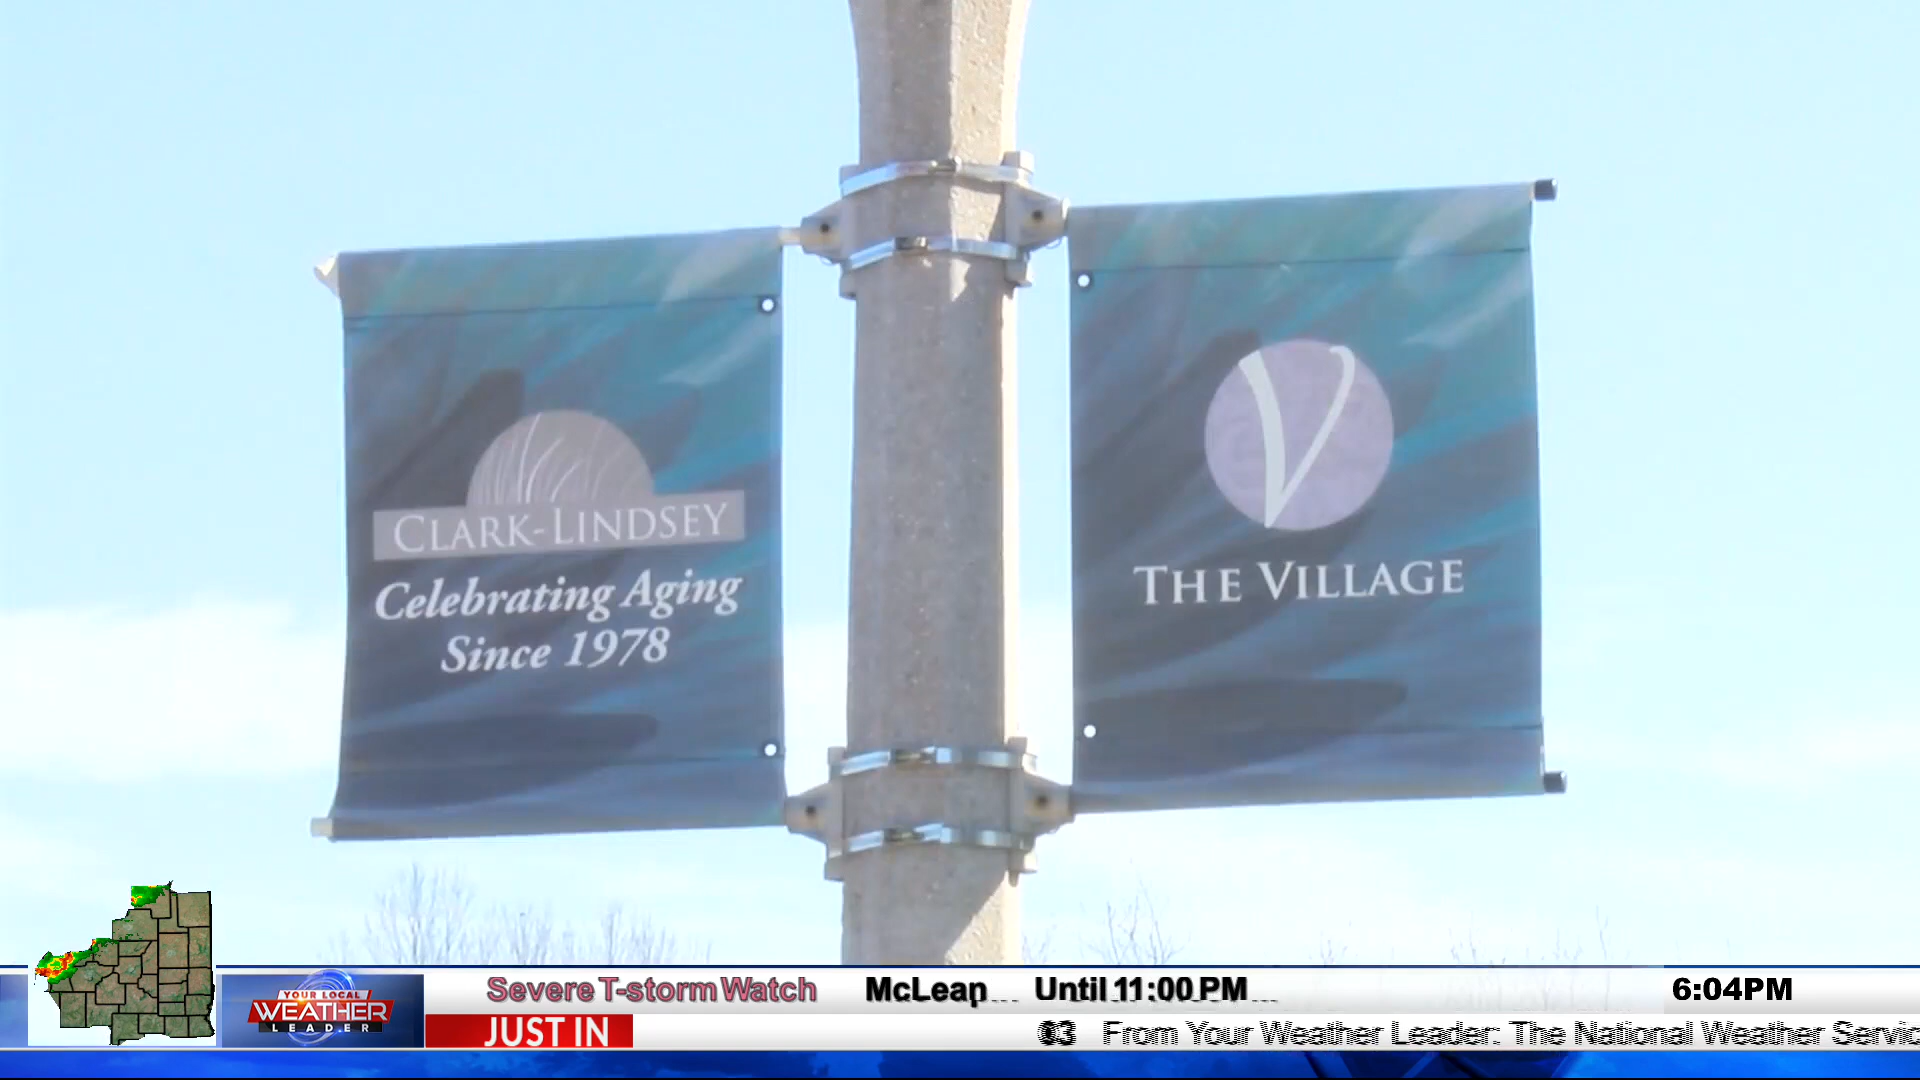 CLARK-LINDSEY
Celebrating Aging
Since 1978
V
THE VILLAGE
YOUR LOCAL
WEATHER
LEADER
Severe T-storm Watch
Until 11:00 PM
6:04PM
JUST IN
From Your Weather Leader: The National Weather Servic